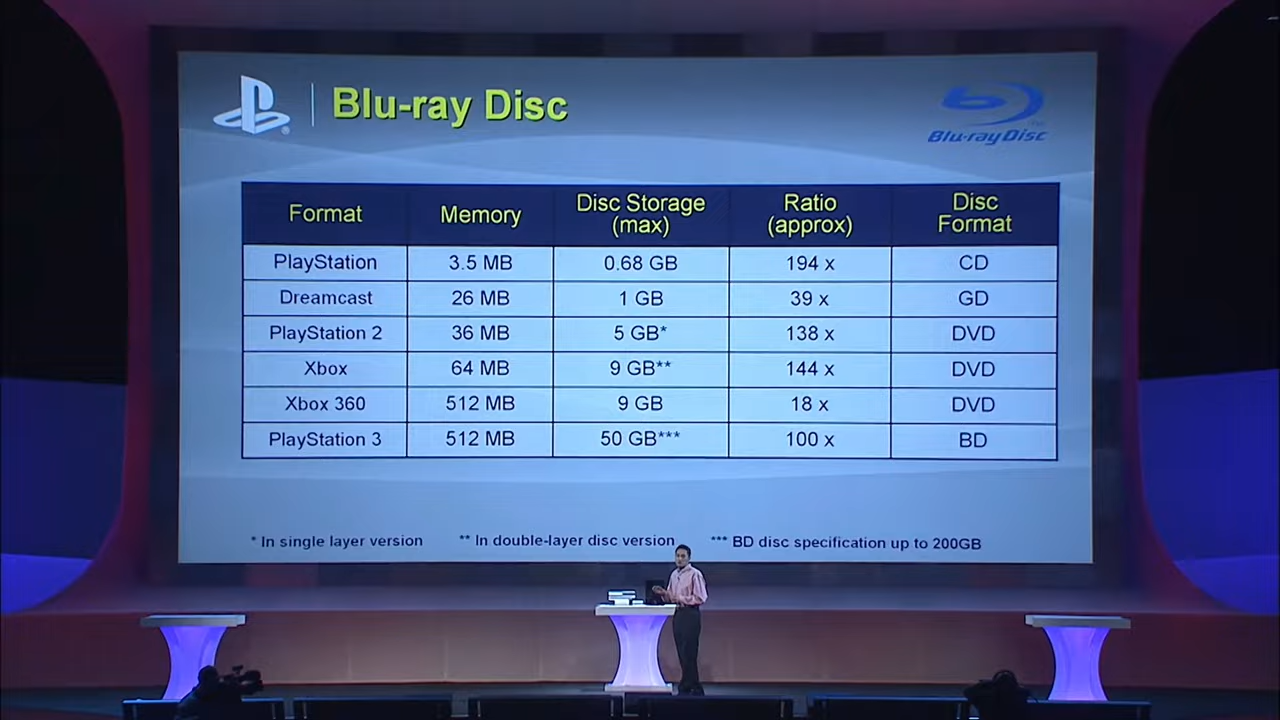 Blu-ray Disc
Blu-ray Disc
Format Memory Disc Storage (max) Ratio (approx) Disc Format
PlayStation 3.5 MB 0.68 GB 194 x CD
Dreamcast 26 MB 1 GB 39 x GD
PlayStation 2 36 MB 5 GB* 138 x DVD
Xbox 64 MB 9 GB** 144 x DVD
Xbox 360 512 MB 9 GB 18 x DVD
PlayStation 3 512 MB 50 GB*** 100 x BD
* In single layer version ** In double-layer disc version *** BD disc specification up to 200GB